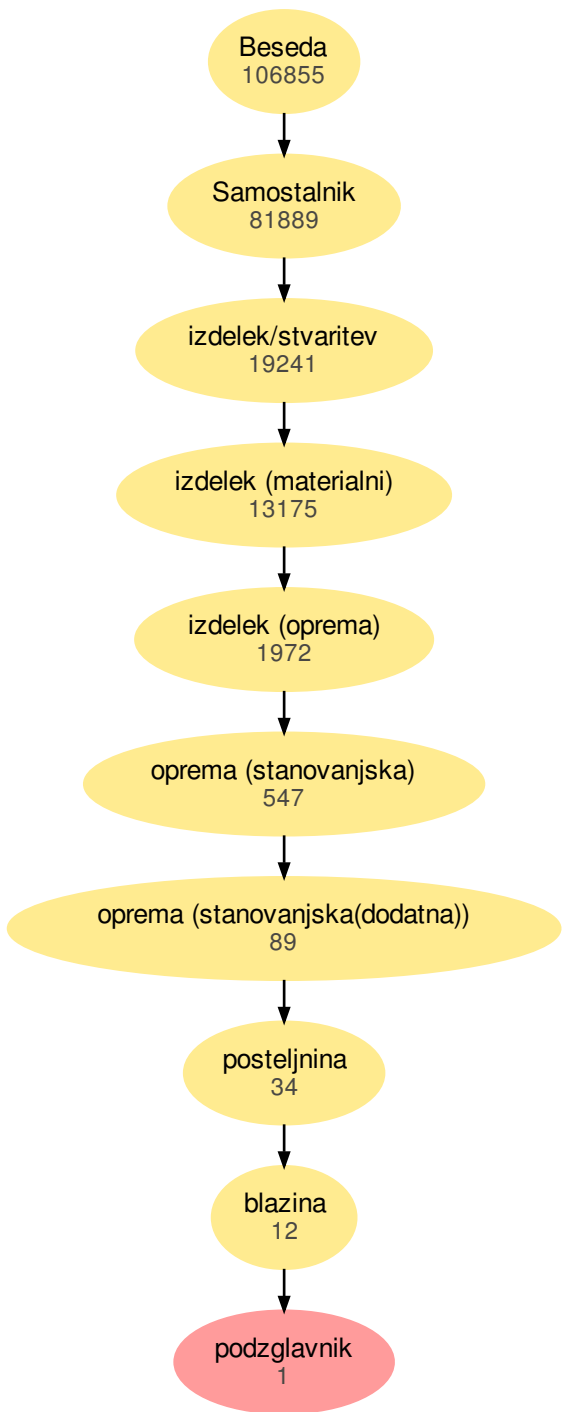 Beseda
106855
Samostalnik
81889
izdelek/stvaritev
19241
izdelek (materialni)
13175
izdelek (oprema)
1972
oprema (stanovanjska)
547
oprema (stanovanjska(dodatna))
89
posteljnina
34
blazina
12
podzglavnik
1